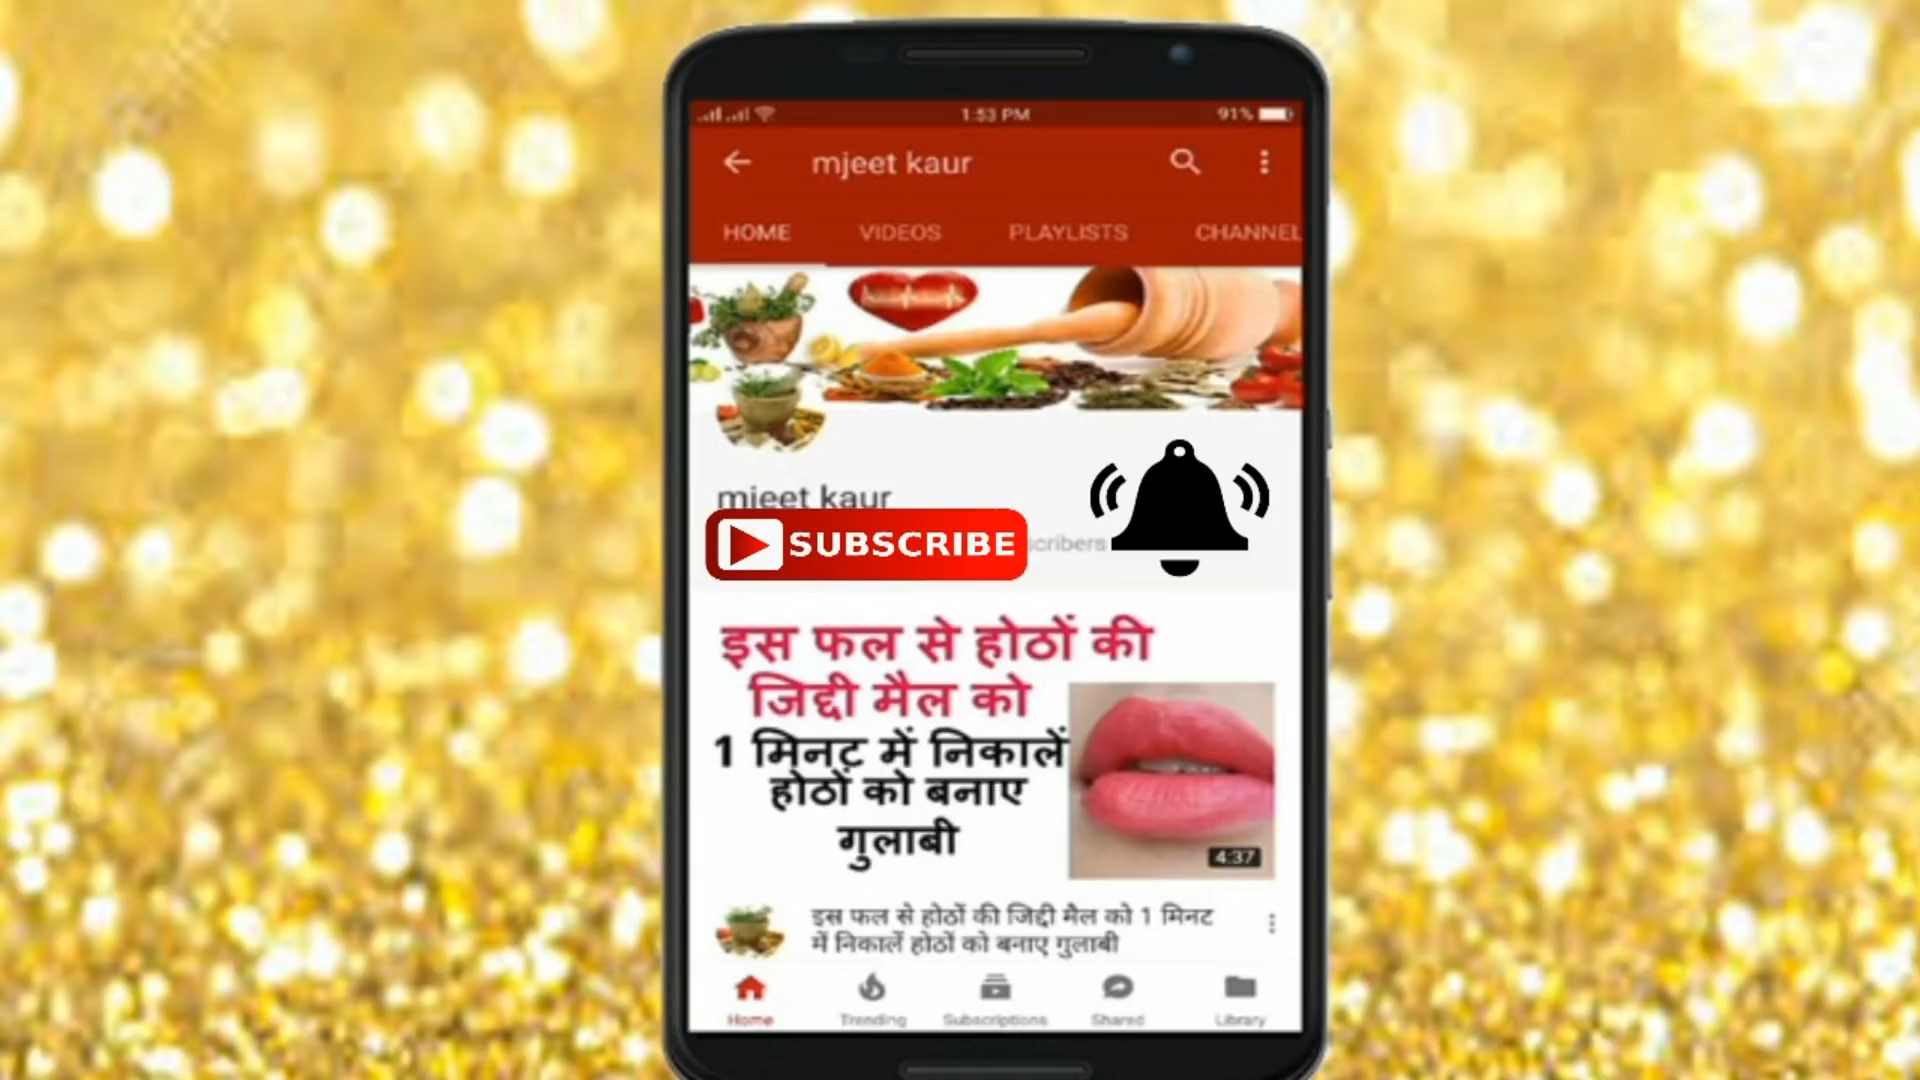 1:53 PM 91%
mjeet kaur
HOME VIDEOS PLAYLISTS CHANNEL
mjeet kaur
SUBSCRIBE scribers
इस फल से होठों की
जिद्दी मैल को
1 मिनट में निकालें
होठों को बनाए
गुलाबी
4:37
इस फल से होठों की जिद्दी मैल को 1 मिनट
में निकालें होठों को बनाए गुलाबी
Home Trending Subscriptions Shared Library